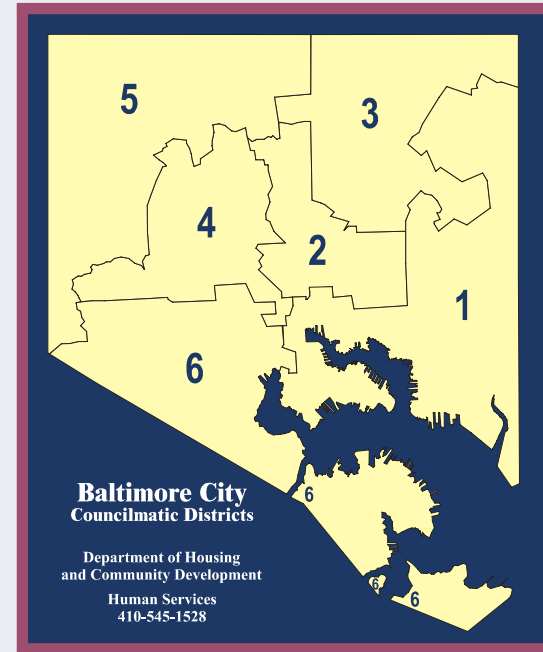 5
3
4
2
1
6
6
6
6
Baltimore City
Councilmatic Districts
Department of Housing
and Community Development
Human Services
410-545-1528